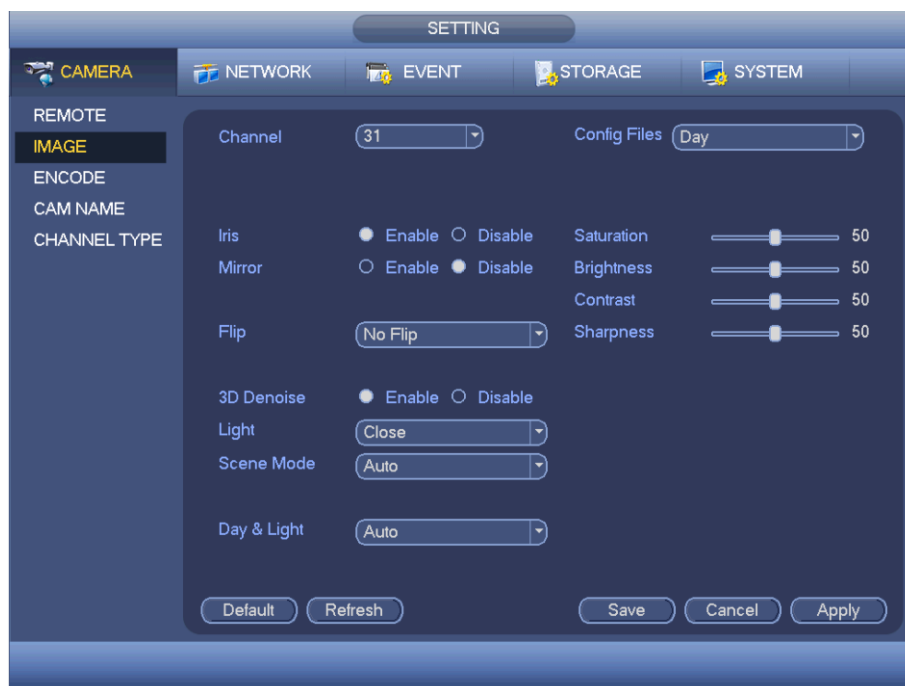 SETTING
CAMERA NETWORK EVENT STORAGE SYSTEM
REMOTE
IMAGE
ENCODE
CAM NAME
CHANNEL TYPE
Channel 31 Config Files Day
Iris Enable Disable Saturation 50
Mirror Enable Disable Brightness 50
Contrast 50
Flip No Flip Sharpness 50
3D Denoise Enable Disable
Light Close
Scene Mode Auto
Day & Light Auto
Default Refresh Save Cancel Apply